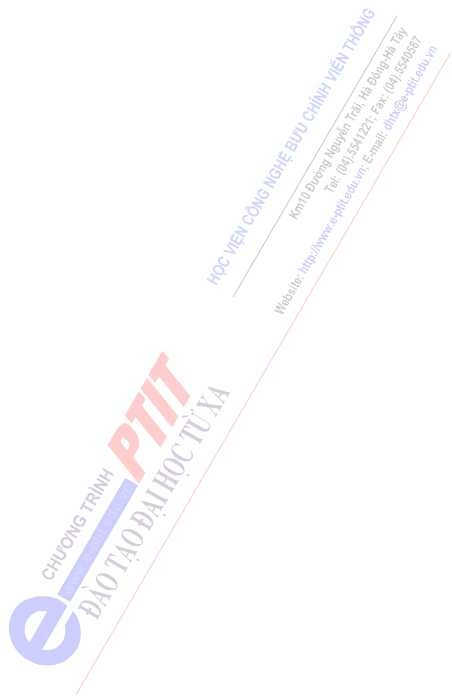 HỌC VIỆN CÔNG NGHỆ BƯU CHÍNH VIỄN THÔNG
Km10 Đường Nguyễn Trãi, Hà Đông-Hà Tây
Tel: (04).5541221; Fax: (04).5540587
Website: http://www.e-ptit.edu.vn; E-mail: dhtx@e-ptit.edu.vn
CHƯƠNG TRÌNH
e PTIT
ĐÀO TẠO ĐẠI HỌC TỪ XA